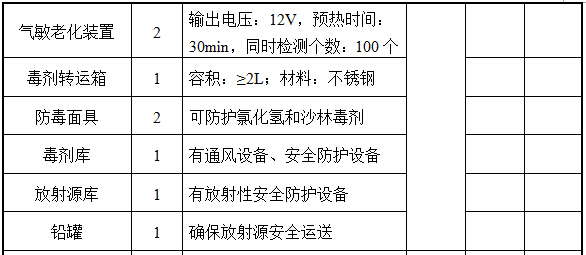 气敏老化装置 2 输出电压：12V，预热时间：
30min，同时检测个数：100 个
毒剂转运箱 1 容积：≥2L；材料：不锈钢
防毒面具 2 可防护氯化氢和沙林毒剂
毒剂库 1 有通风设备、安全防护设备
放射源库 1 有放射性安全防护设备
铅罐 1 确保放射源安全运送